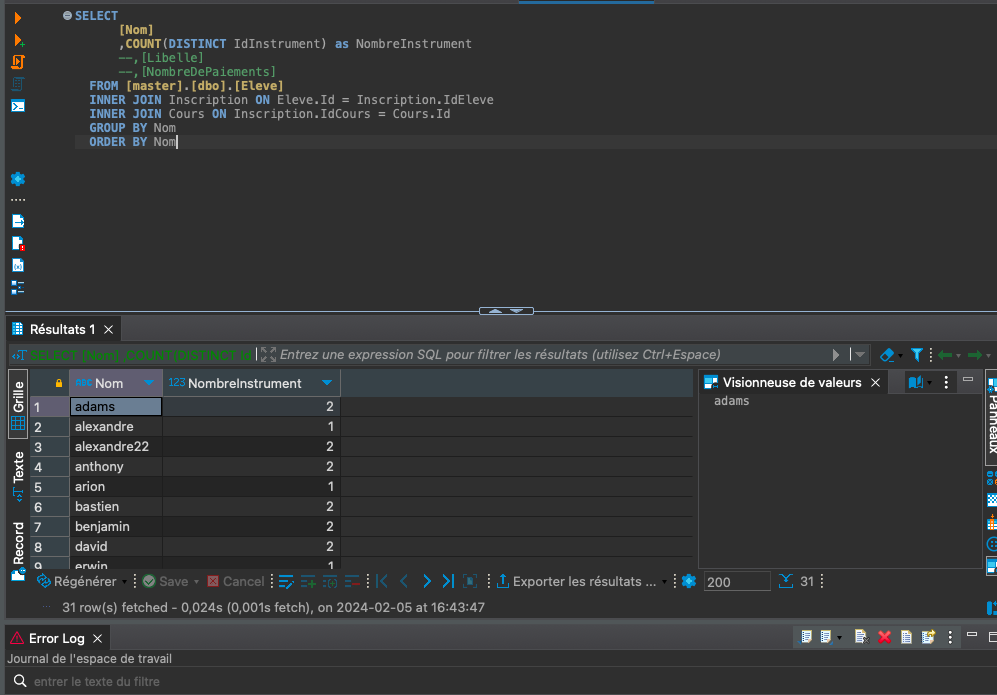 SELECT
[Nom]
,COUNT(DISTINCT IdInstrument) as NombreInstrument
--,[Libelle]
--,[NombreDePaiements]
FROM [master].[dbo].[Eleve]
INNER JOIN Inscription ON Eleve.Id = Inscription.IdEleve
INNER JOIN Cours ON Inscription.IdCours = Cours.Id
GROUP BY Nom
ORDER BY Nom
Résultats 1
SELECT [Nom] ,COUNT(DISTINCT Id Entrez une expression SQL pour filtrer les résultats (utilisez Ctrl+Espace)
Grille
Texte
Record
ABC Nom 123 NombreInstrument
1 adams 2
2 alexandre 1
3 alexandre22 2
4 anthony 2
5 arion 1
6 bastien 2
7 benjamin 2
8 david 2
9 erwin 1
Visionneuse de valeurs
adams
Panneaux
Régénérer Save Cancel Exporter les résultats ... 200 31
31 row(s) fetched - 0,024s (0,001s fetch), on 2024-02-05 at 16:43:47
Error Log
Journal de l'espace de travail
entrer le texte du filtre